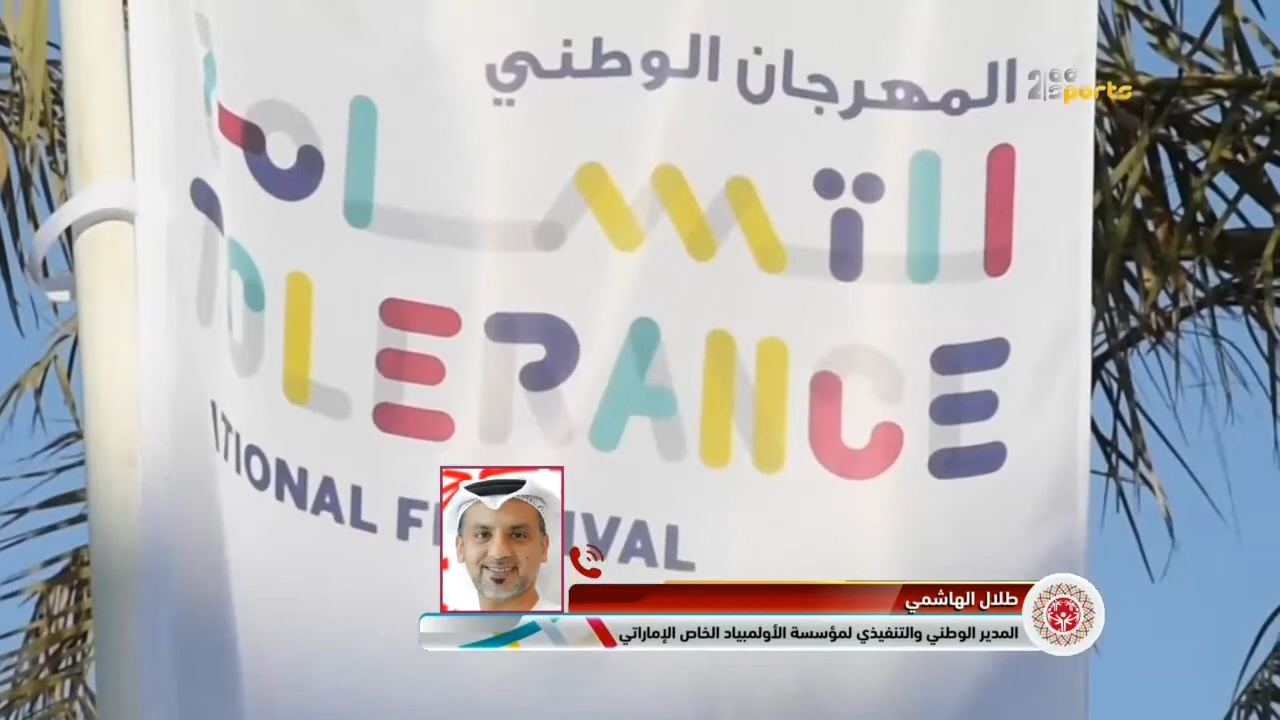 المهرجان الوطني
sports
التسامح
TOLERANCE
NATIONAL FESTIVAL
طلال الهاشمي
المدير الوطني والتنفيذي لمؤسسة الأولمبياد الخاص الإماراتي